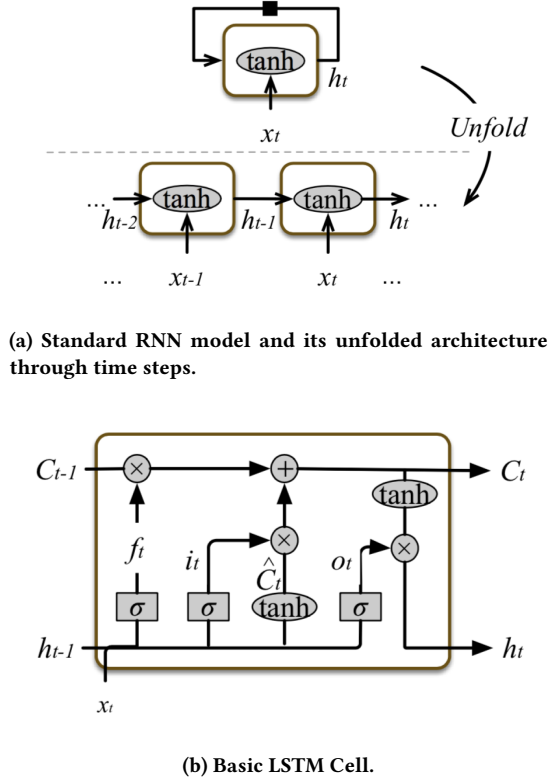 tanh
hₜ
xₜ
Unfold
... hₜ₋₂ tanh hₜ₋₁ tanh hₜ ...
... xₜ₋₁ xₜ ...
(a) Standard RNN model and its unfolded architecture
through time steps.
Cₜ₋₁ × + Cₜ
tanh
fₜ iₜ × oₜ ×
Ĉₜ
σ σ tanh σ
hₜ₋₁ hₜ
xₜ
(b) Basic LSTM Cell.